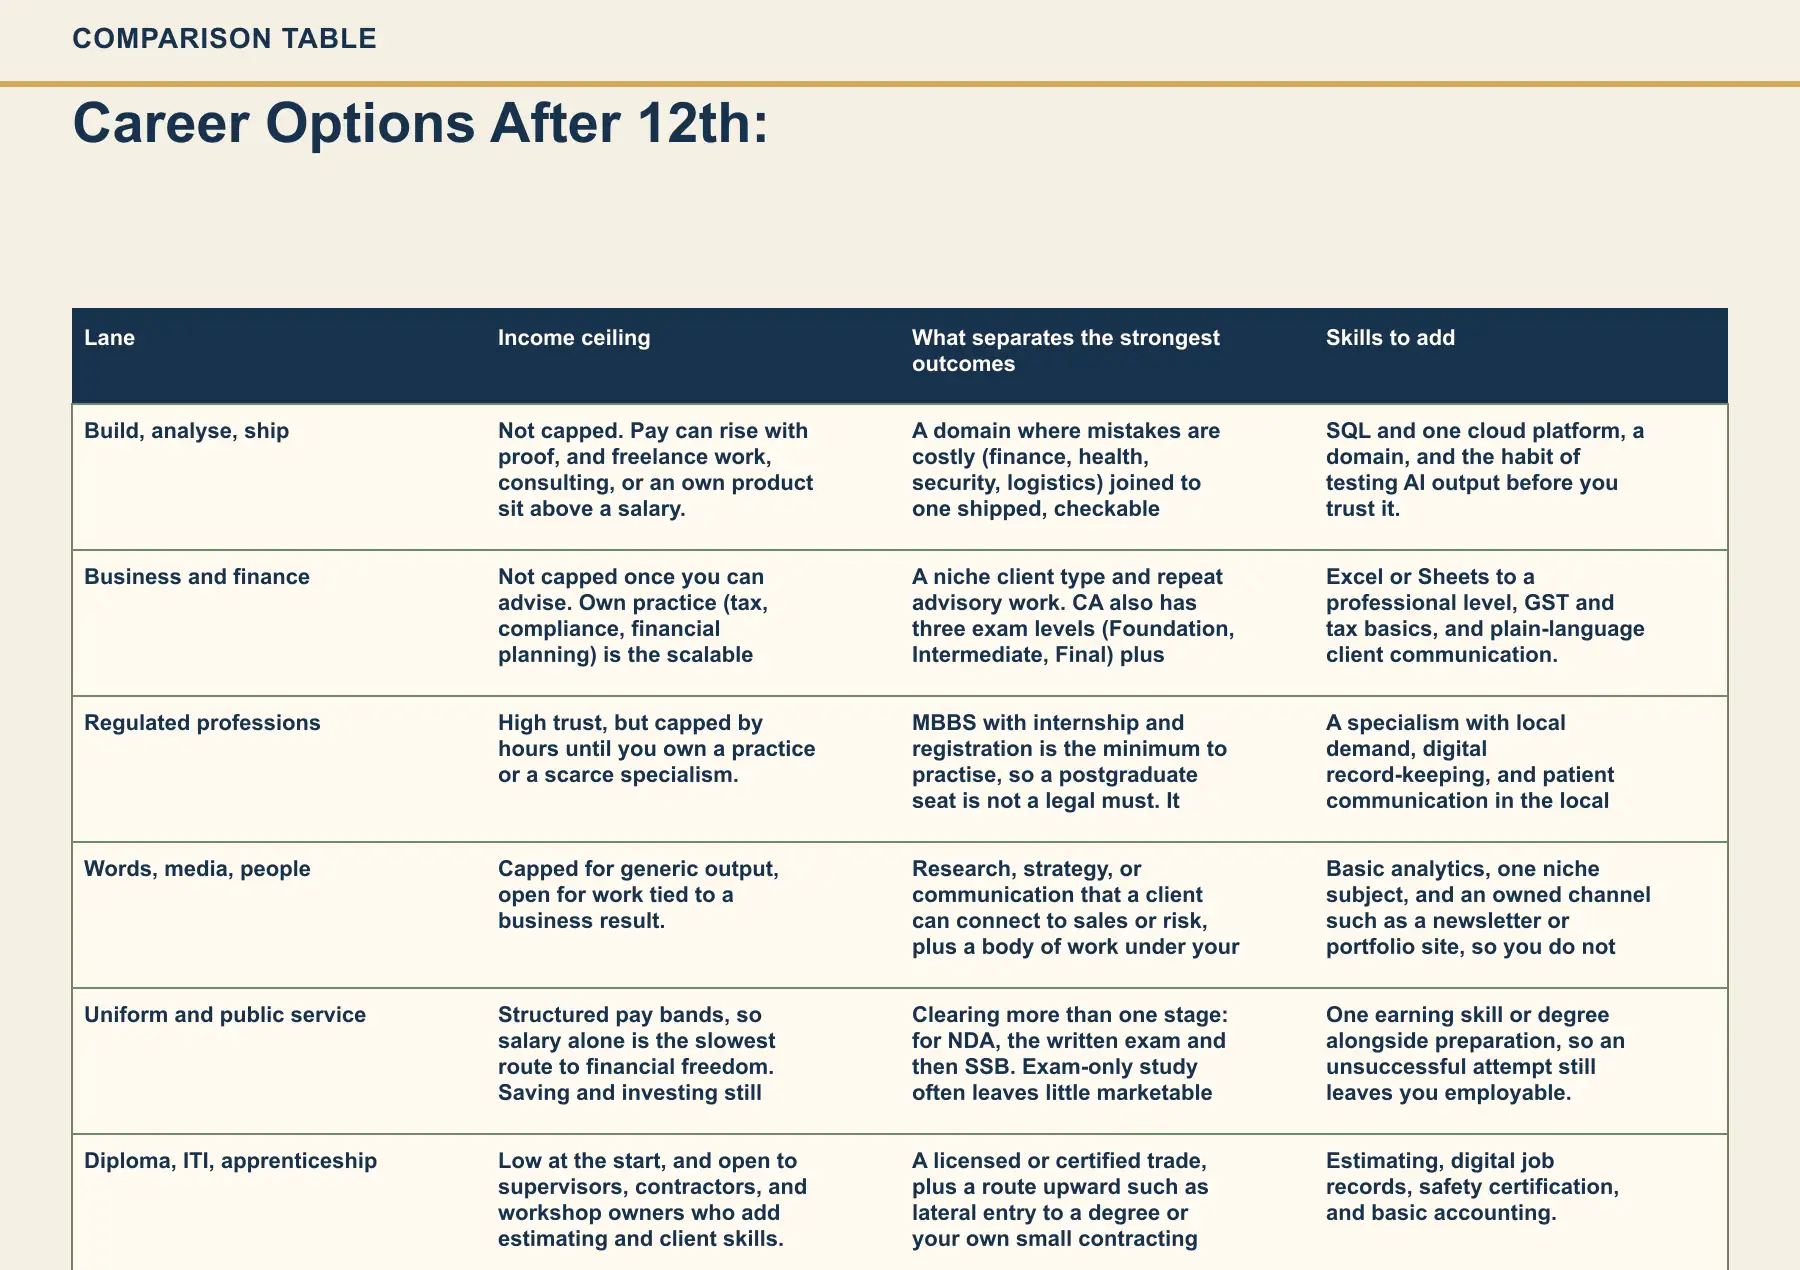 COMPARISON TABLE
Career Options After 12th:
Lane
Income ceiling
What separates the strongest
outcomes
Skills to add
Build, analyse, ship
Not capped. Pay can rise with
proof, and freelance work,
consulting, or an own product
sit above a salary.
A domain where mistakes are
costly (finance, health,
security, logistics) joined to
one shipped, checkable
SQL and one cloud platform, a
domain, and the habit of
testing AI output before you
trust it.
Business and finance
Not capped once you can
advise. Own practice (tax,
compliance, financial
planning) is the scalable
A niche client type and repeat
advisory work. CA also has
three exam levels (Foundation,
Intermediate, Final) plus
Excel or Sheets to a
professional level, GST and
tax basics, and plain-language
client communication.
Regulated professions
High trust, but capped by
hours until you own a practice
or a scarce specialism.
MBBS with internship and
registration is the minimum to
practise, so a postgraduate
seat is not a legal must. It
A specialism with local
demand, digital
record-keeping, and patient
communication in the local
Words, media, people
Capped for generic output,
open for work tied to a
business result.
Research, strategy, or
communication that a client
can connect to sales or risk,
plus a body of work under your
Basic analytics, one niche
subject, and an owned channel
such as a newsletter or
portfolio site, so you do not
Uniform and public service
Structured pay bands, so
salary alone is the slowest
route to financial freedom.
Saving and investing still
Clearing more than one stage:
for NDA, the written exam and
then SSB. Exam-only study
often leaves little marketable
One earning skill or degree
alongside preparation, so an
unsuccessful attempt still
leaves you employable.
Diploma, ITI, apprenticeship
Low at the start, and open to
supervisors, contractors, and
workshop owners who add
estimating and client skills.
A licensed or certified trade,
plus a route upward such as
lateral entry to a degree or
your own small contracting
Estimating, digital job
records, safety certification,
and basic accounting.